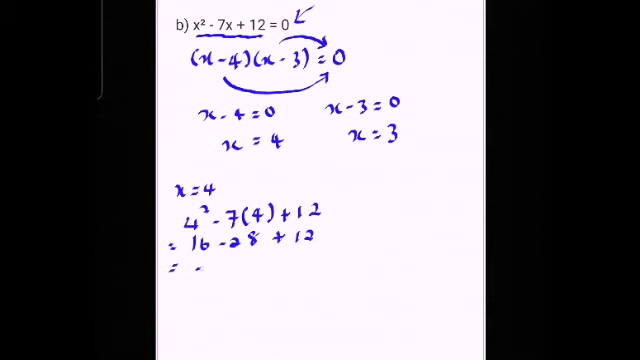 b) x² - 7x + 12 = 0
(x - 4)(x - 3) = 0
x - 4 = 0 x - 3 = 0
x = 4 x = 3
x = 4
4² - 7(4) + 12
= 16 - 28 + 12
= -